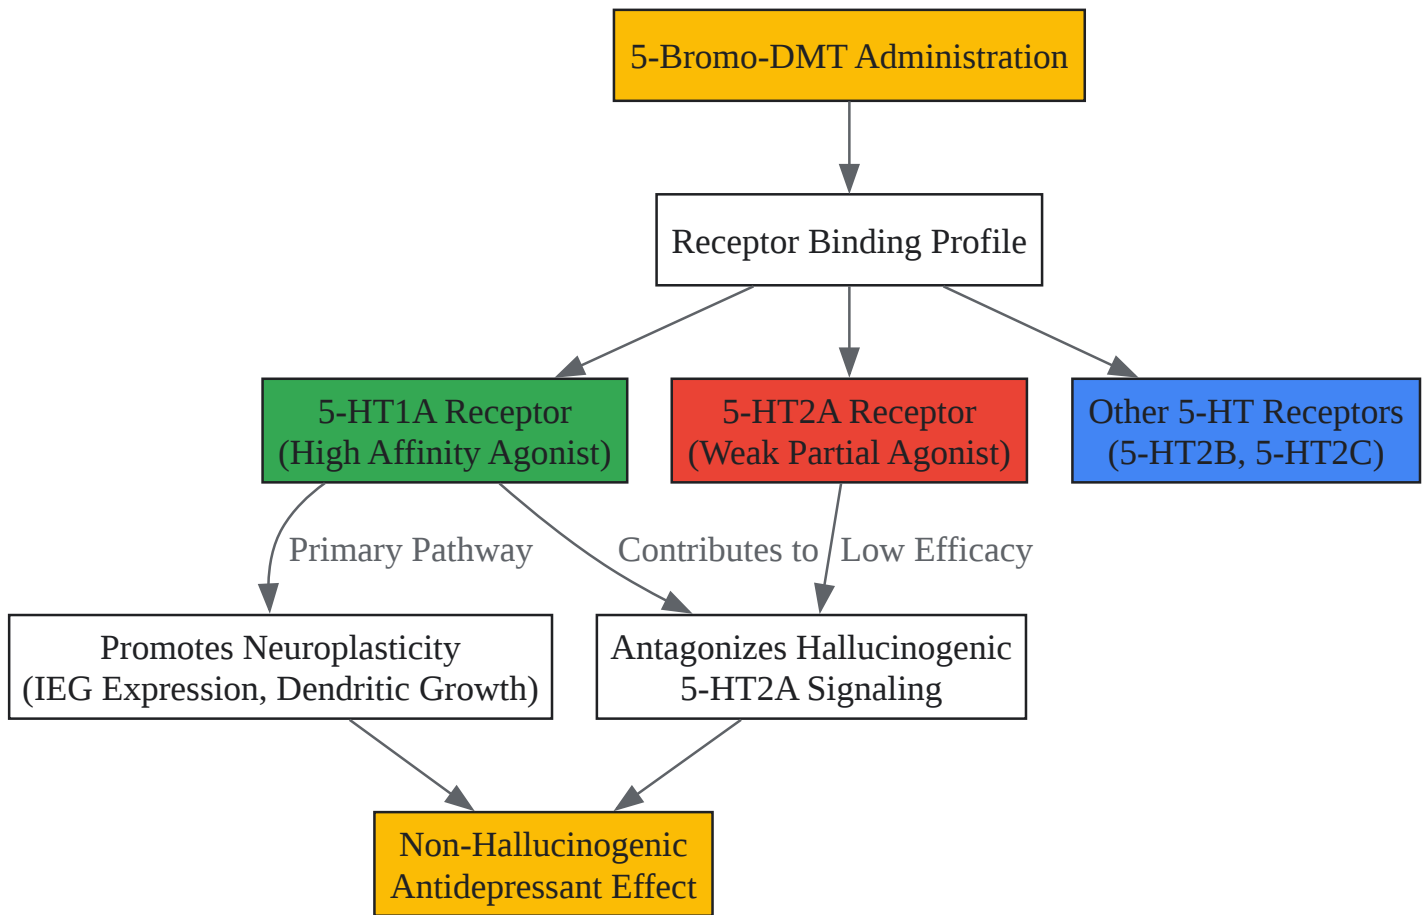 5-Bromo-DMT Administration
Receptor Binding Profile
5-HT1A Receptor
(High Affinity Agonist)
5-HT2A Receptor
(Weak Partial Agonist)
Other 5-HT Receptors
(5-HT2B, 5-HT2C)
Primary Pathway
Contributes to
Low Efficacy
Promotes Neuroplasticity
(IEG Expression, Dendritic Growth)
Antagonizes Hallucinogenic
5-HT2A Signaling
Non-Hallucinogenic
Antidepressant Effect